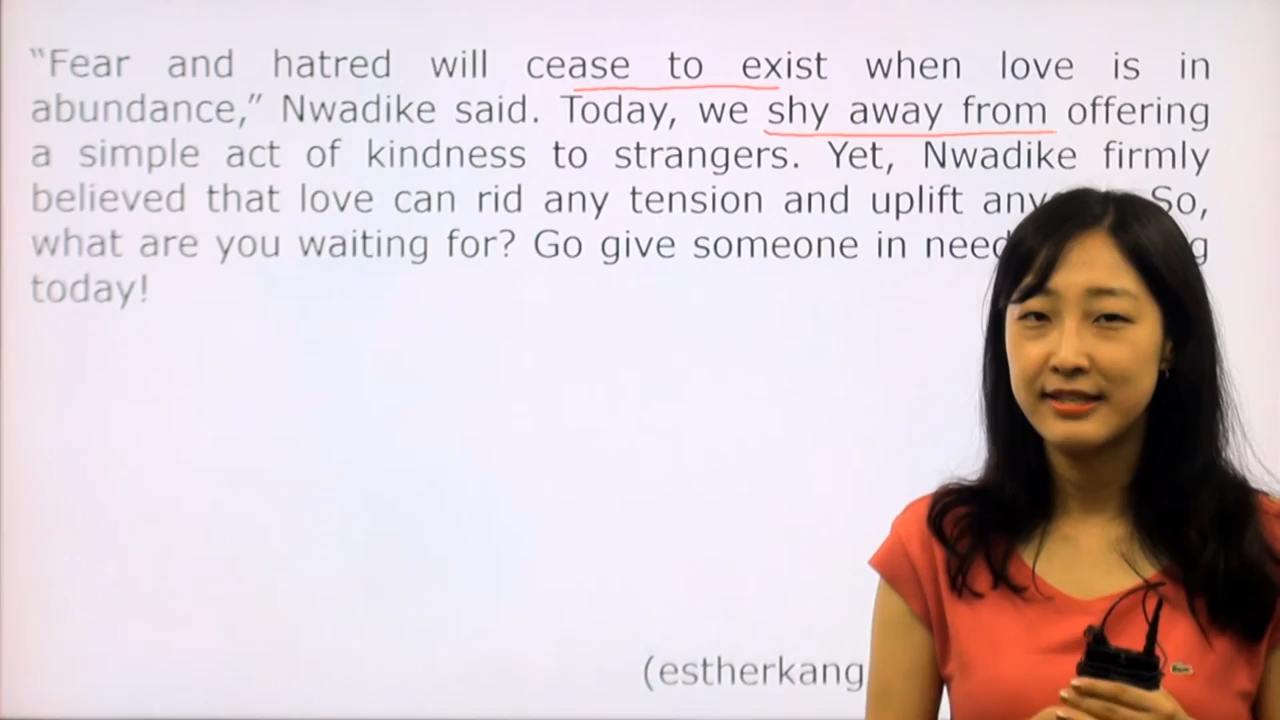 “Fear and hatred will cease to exist when love is in
abundance,” Nwadike said. Today, we shy away from offering
a simple act of kindness to strangers. Yet, Nwadike firmly
believed that love can rid any tension and uplift So,
what are you waiting for? Go give someone in need
today!
(estherkang